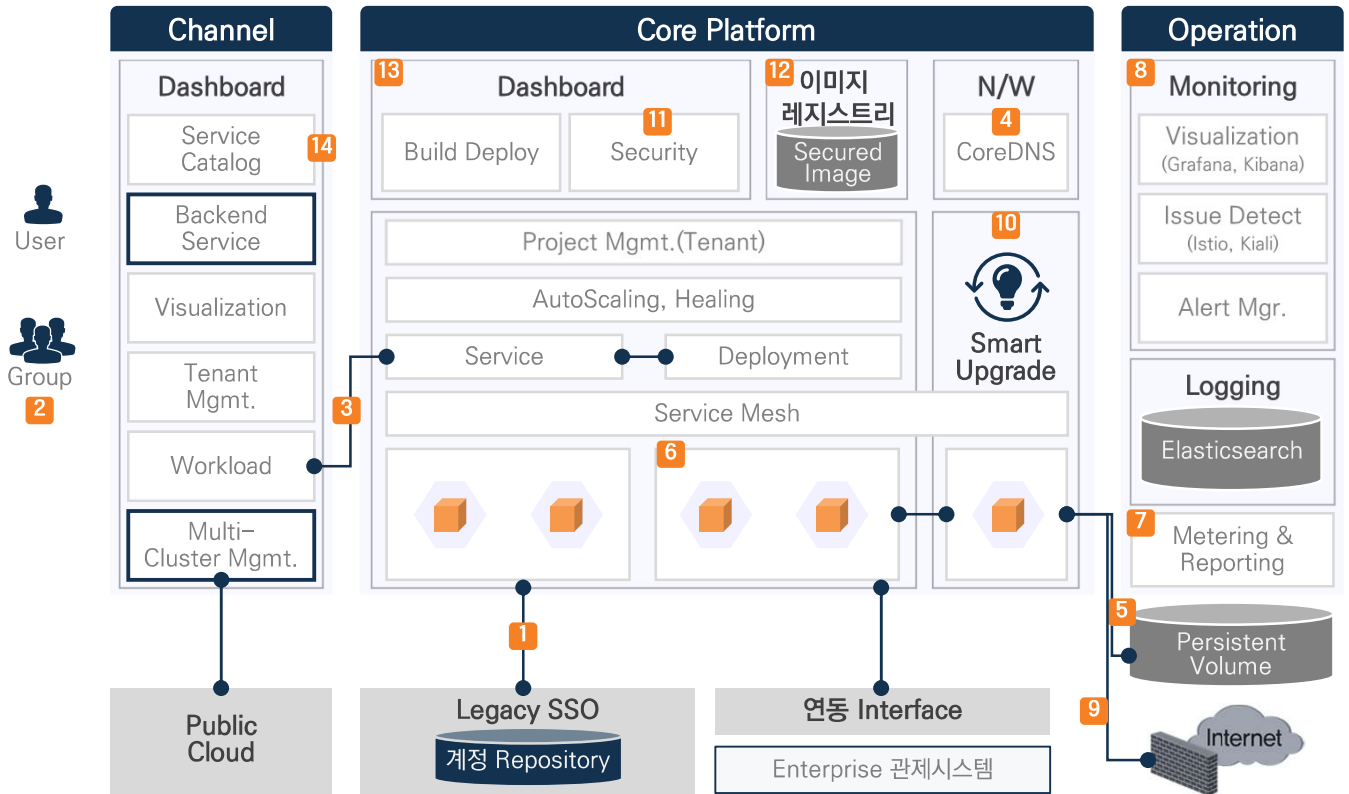 Channel
Dashboard
Service
Catalog
14
Backend
Service
Visualization
Tenant
Mgmt.
Workload
Multi-
Cluster Mgmt.
User
Group
2
3
Core Platform
13
Dashboard
Build Deploy
11
Security
12
이미지
레지스트리
Secured
Image
N/W
4
CoreDNS
Project Mgmt.(Tenant)
AutoScaling, Healing
Service
Deployment
Service Mesh
6
10
Smart
Upgrade
Operation
8
Monitoring
Visualization
(Grafana, Kibana)
Issue Detect
(Istio, Kiali)
Alert Mgr.
Logging
Elasticsearch
7
Metering &
Reporting
5
Persistent
Volume
9
Internet
Public
Cloud
1
Legacy SSO
계정 Repository
연동 Interface
Enterprise 관제시스템